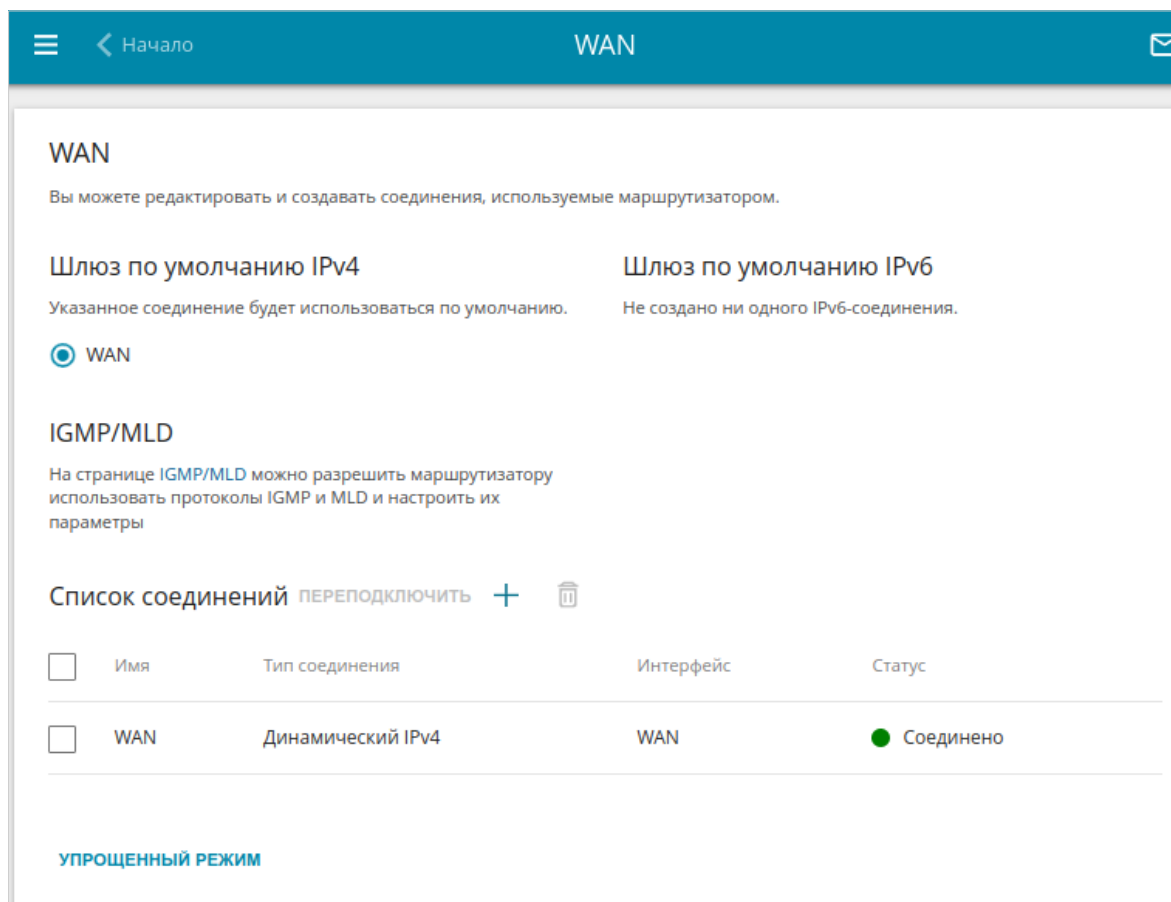 Начало
WAN
WAN
Вы можете редактировать и создавать соединения, используемые маршрутизатором.
Шлюз по умолчанию IPv4
Указанное соединение будет использоваться по умолчанию.
WAN
Шлюз по умолчанию IPv6
Не создано ни одного IPv6-соединения.
IGMP/MLD
На странице IGMP/MLD можно разрешить маршрутизатору
использовать протоколы IGMP и MLD и настроить их
параметры
Список соединений ПЕРЕПОДКЛЮЧИТЬ
Имя Тип соединения Интерфейс Статус
WAN Динамический IPv4 WAN Соединено
УПРОЩЕННЫЙ РЕЖИМ